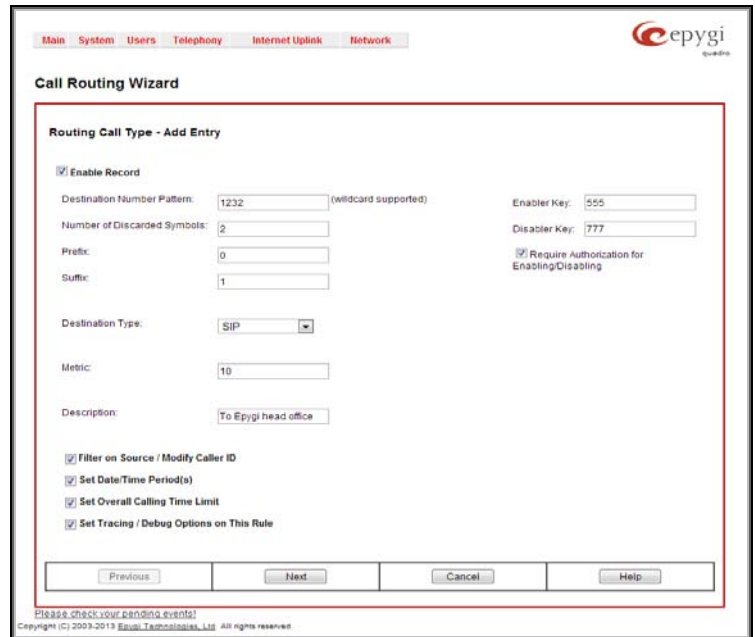 Main System Users Telephony Internet Uplink Network
epygi
quadro
Call Routing Wizard
Routing Call Type - Add Entry
Enable Record
Destination Number Pattern: 1232 (wildcard supported) Enabler Key: 555
Number of Discarded Symbols: 2 Disabler Key: 777
Prefix: 0 Require Authorization for
Enabling/Disabling
Suffix: 1
Destination Type: SIP
Metric: 10
Description: To Epygi head office
Filter on Source / Modify Caller ID
Set Date/Time Period(s)
Set Overall Calling Time Limit
Set Tracing / Debug Options on This Rule
Previous Next Cancel Help
Please check your pending events!
Copyright (C) 2003-2013 Epygi Technologies, Ltd. All rights reserved.